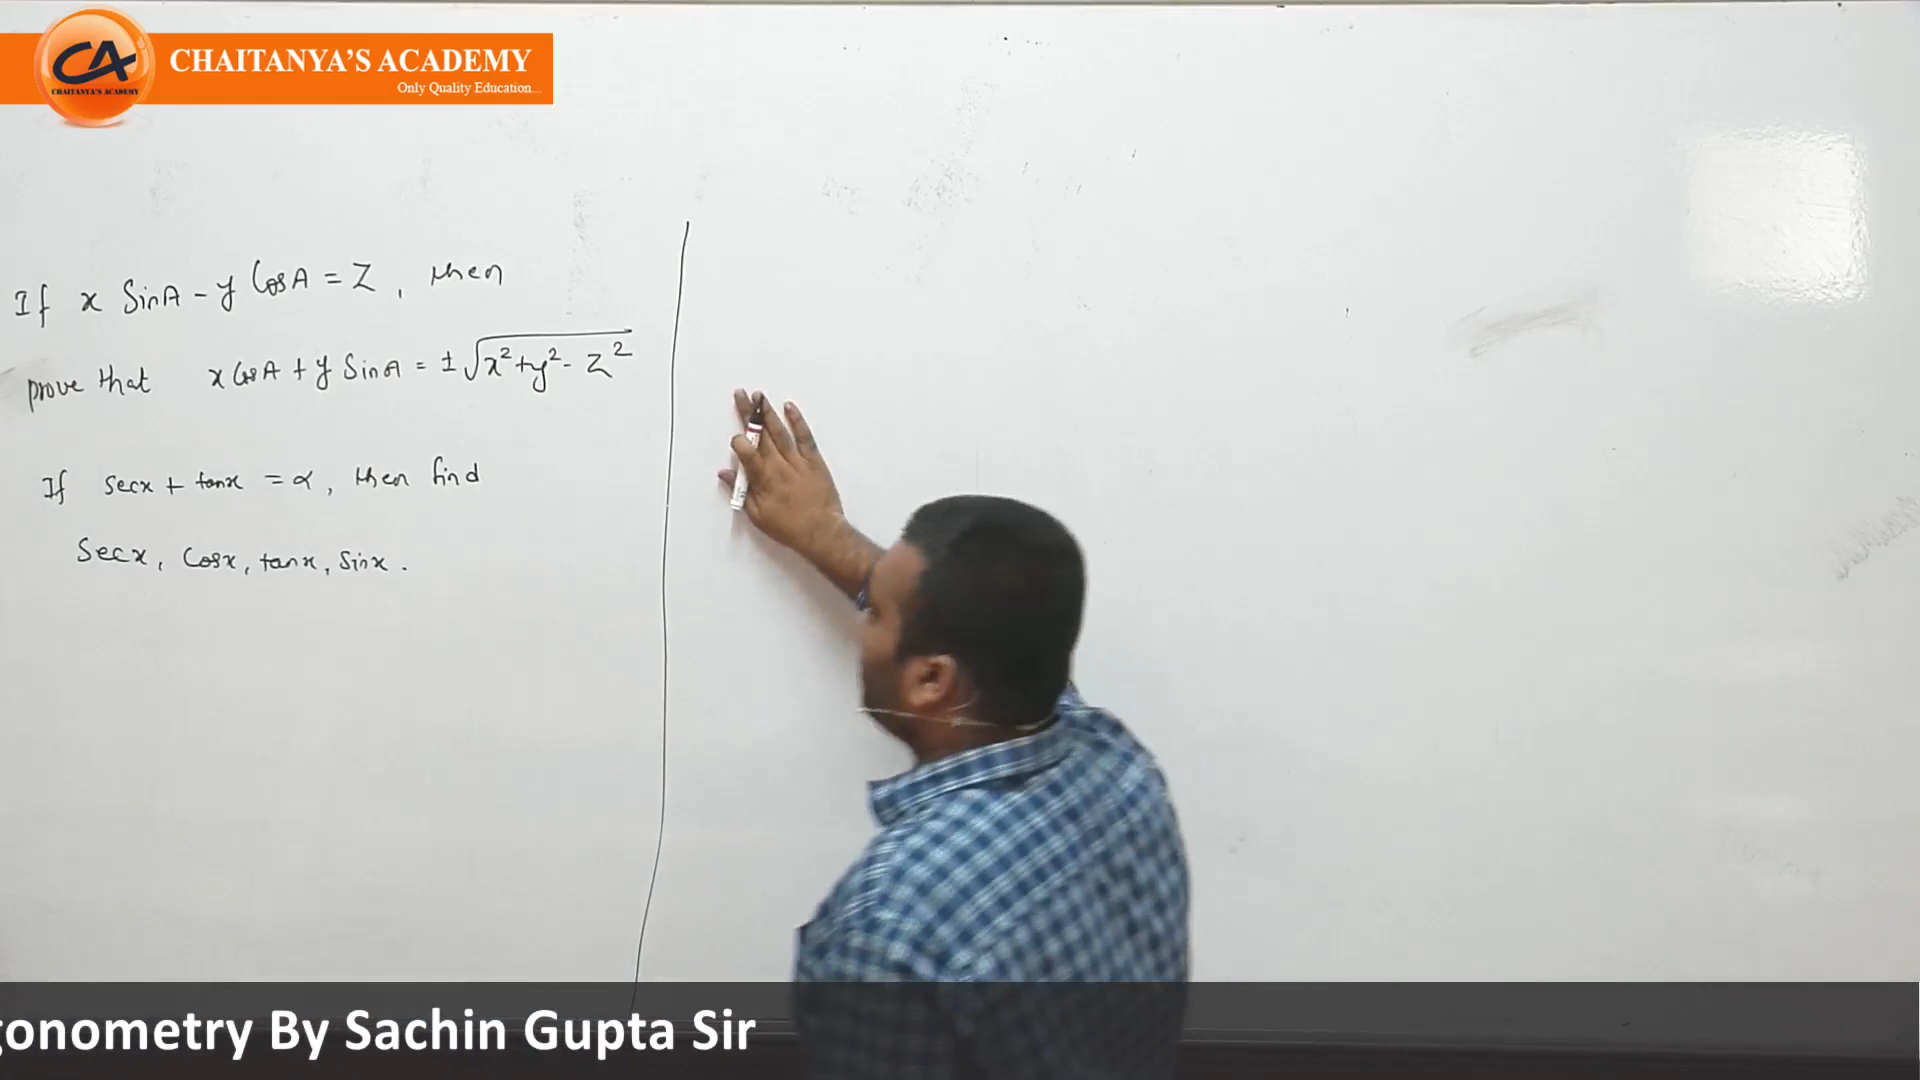 CA
CHAITANYA'S ACADEMY
CHAITANYA'S ACADEMY
Only Quality Education...
If x SinA - y CosA = Z, then
prove that x CosA + y SinA = ± √x² + y² - Z²
If secx + tanx = α, then find
Secx, Cosx, tanx, Sinx.
gonometry By Sachin Gupta Sir